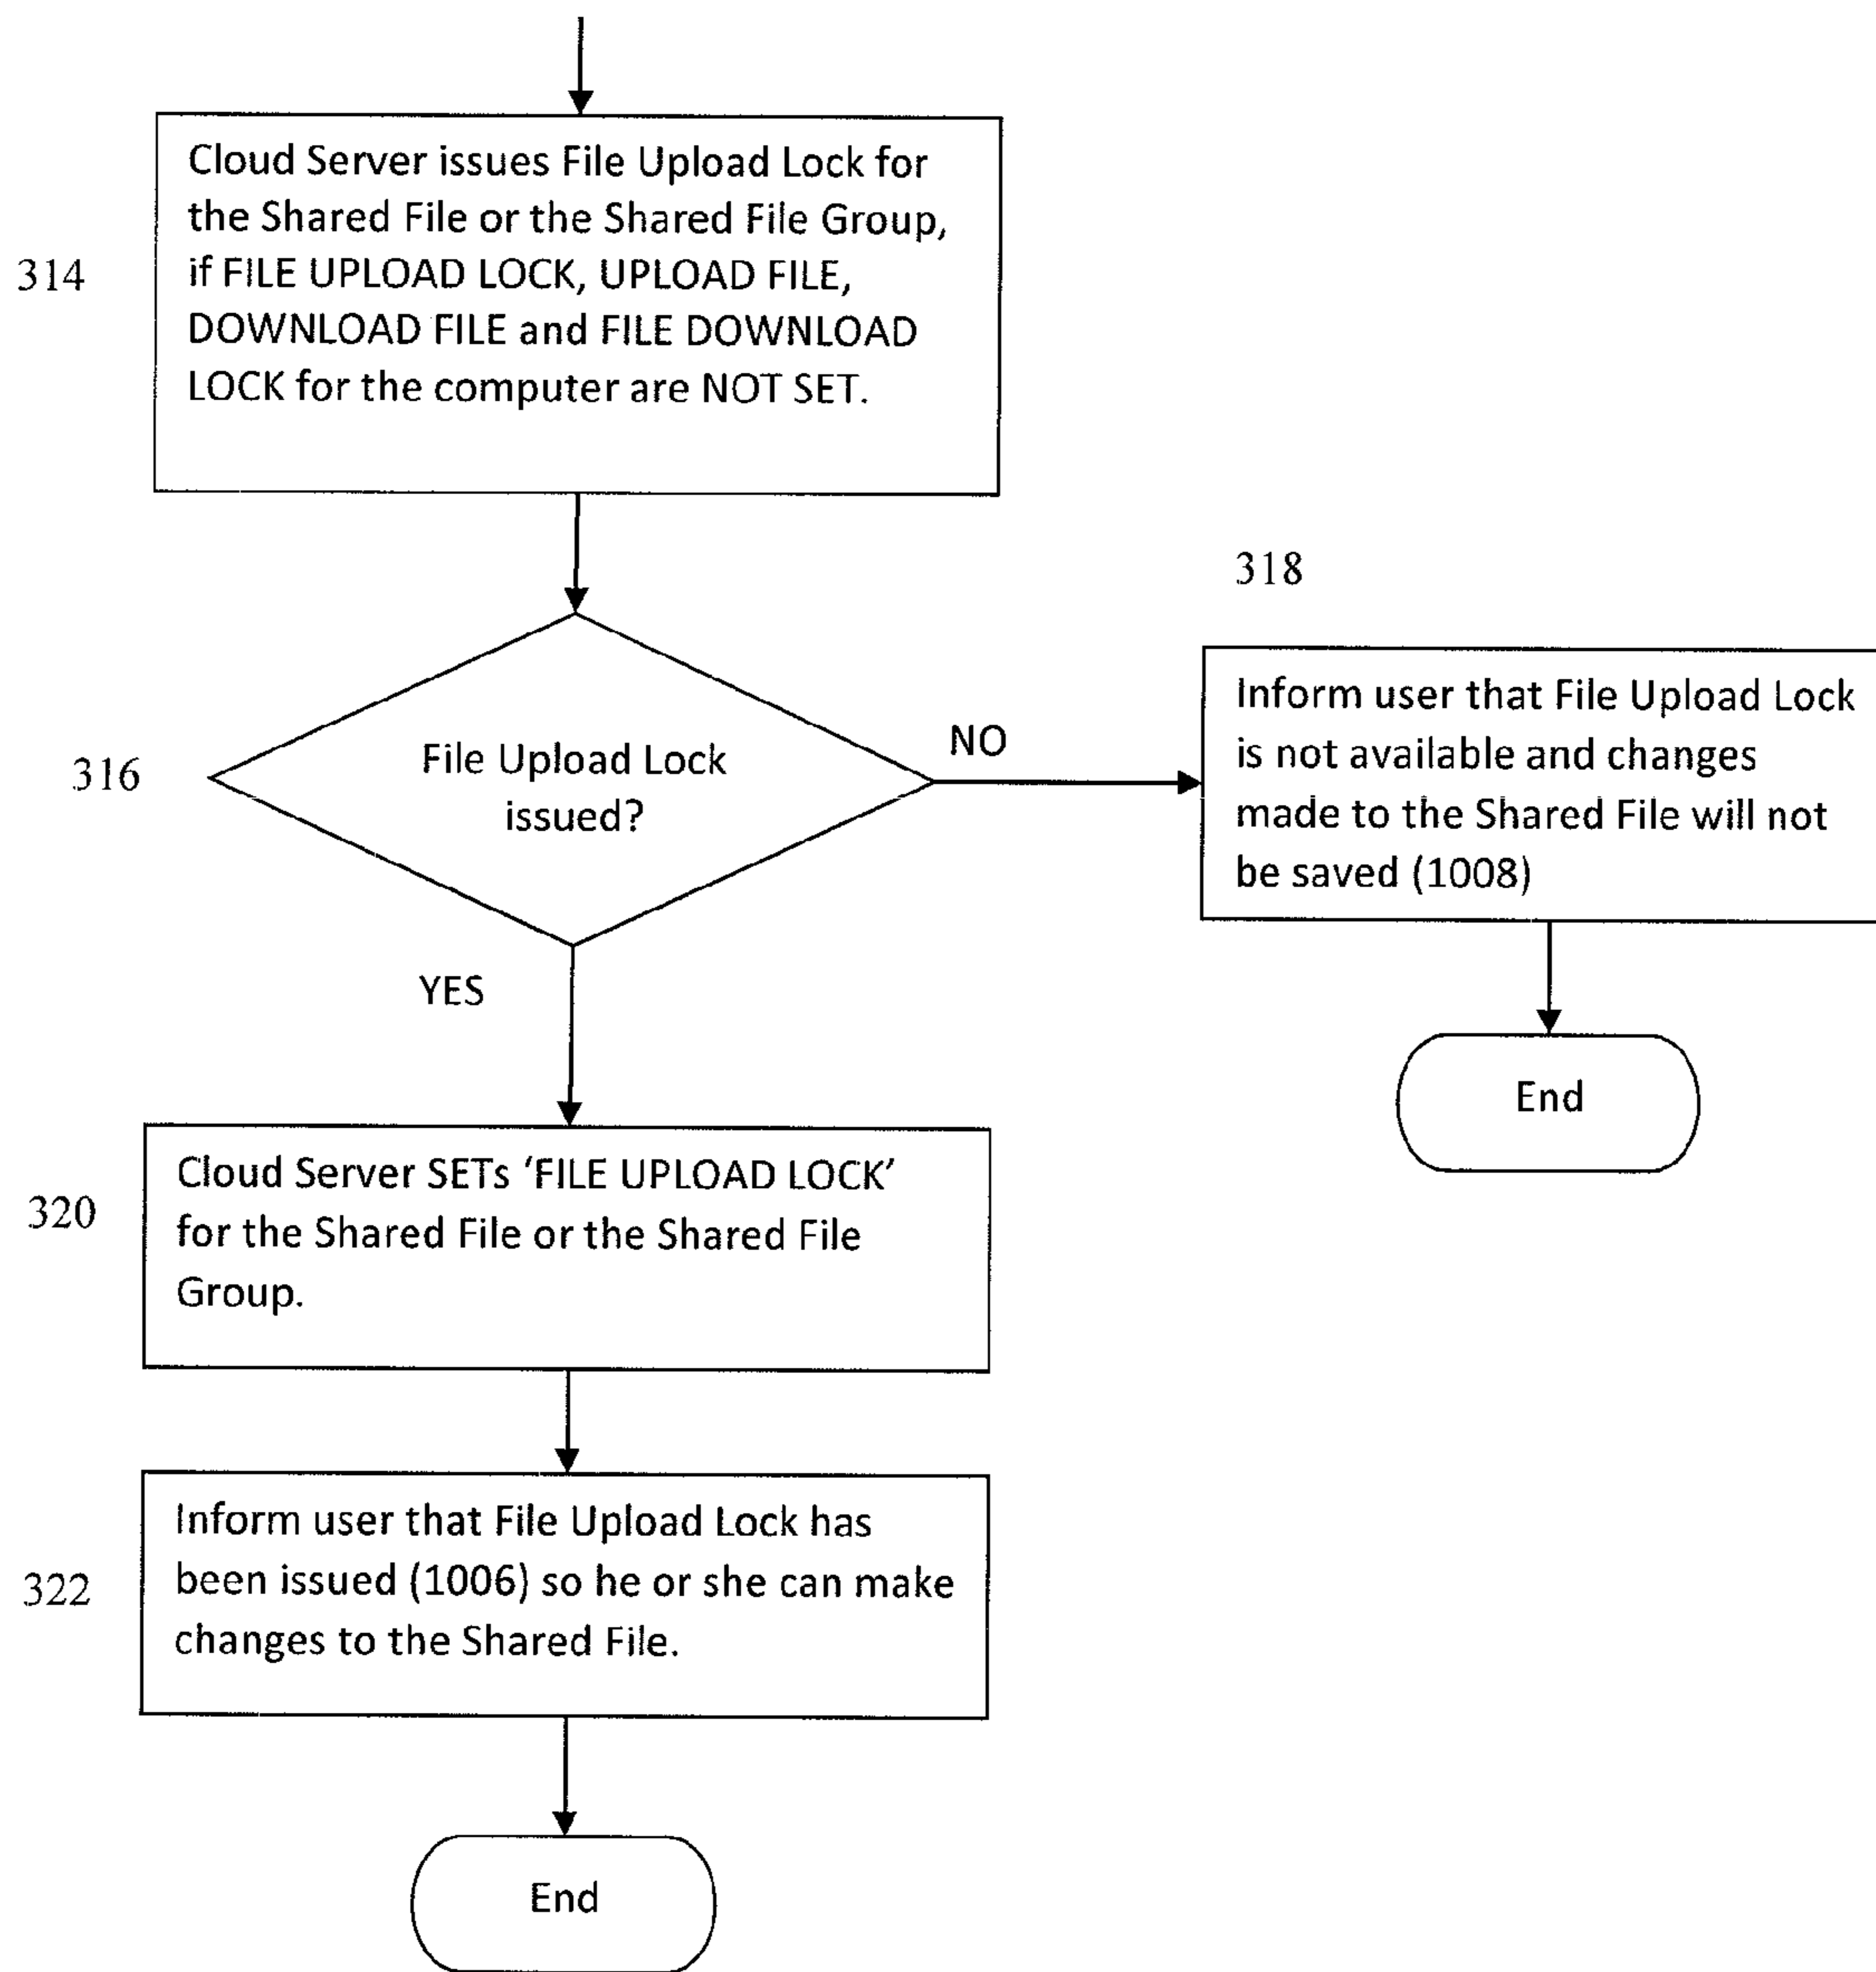 314
Cloud Server issues File Upload Lock for
the Shared File or the Shared File Group,
if FILE UPLOAD LOCK, UPLOAD FILE,
DOWNLOAD FILE and FILE DOWNLOAD
LOCK for the computer are NOT SET.
316
File Upload Lock
issued?
NO
318
Inform user that File Upload Lock
is not available and changes
made to the Shared File will not
be saved (1008)
End
YES
320
Cloud Server SETs ‘FILE UPLOAD LOCK’
for the Shared File or the Shared File
Group.
322
Inform user that File Upload Lock has
been issued (1006) so he or she can make
changes to the Shared File.
End